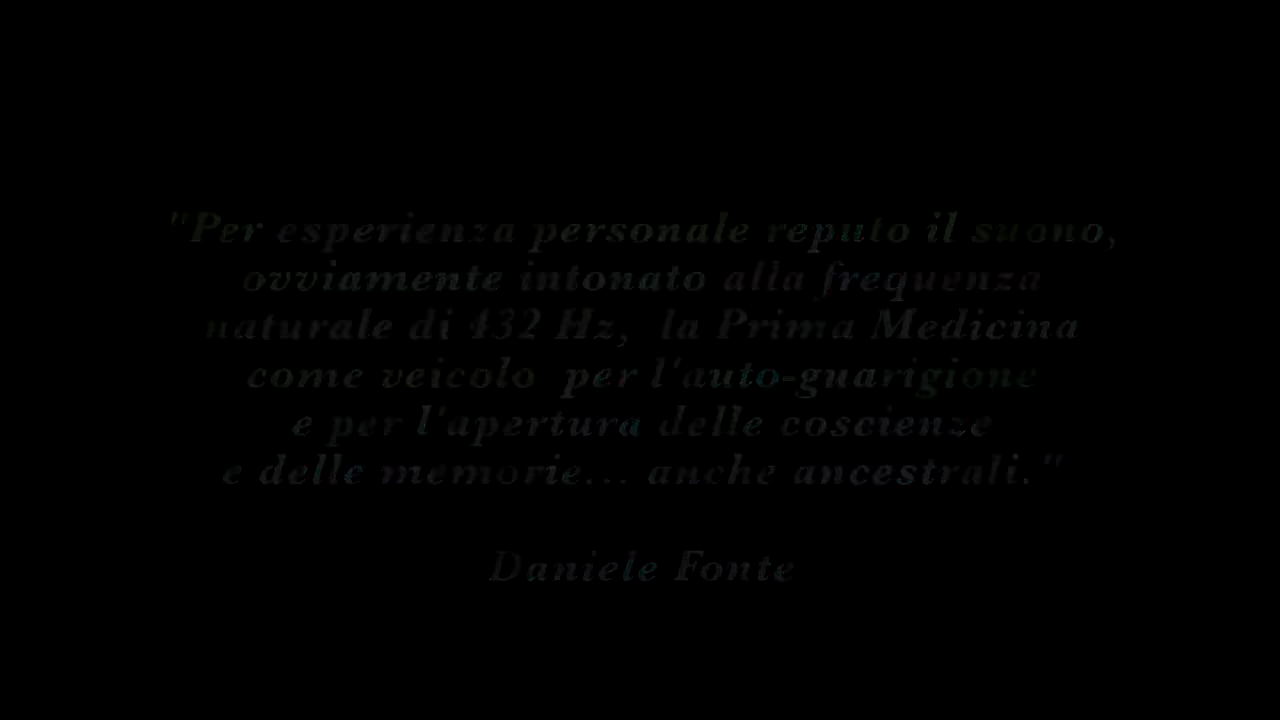 "Per esperienza personale reputo il suono,
ovviamente intonato alla frequenza
naturale di 432 Hz,  la Prima Medicina
come veicolo  per l'auto-guarigione
e per l'apertura delle coscienze
e delle memorie... anche ancestrali."
Daniele Fonte